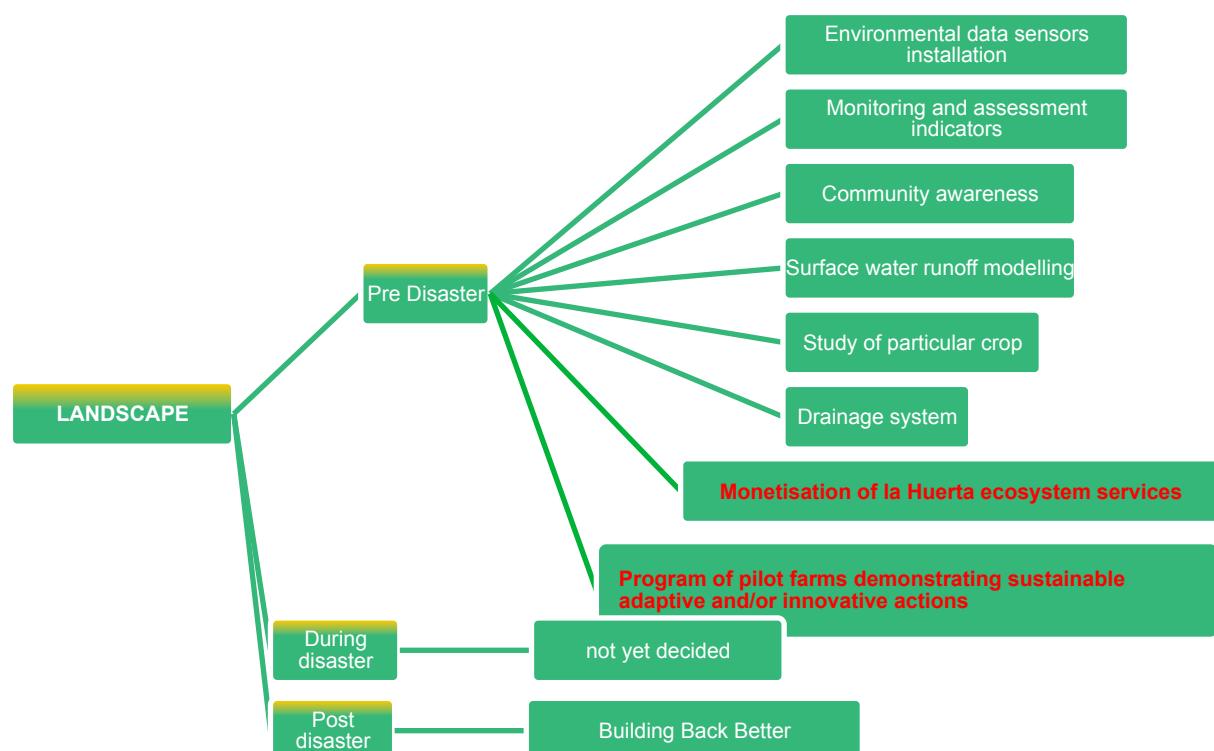 Environmental data sensors
installation
Monitoring and assessment
indicators
Community awareness
Surface water runoff modelling
Pre Disaster
Study of particular crop
LANDSCAPE
Drainage system
Monetisation of la Huerta ecosystem services
Program of pilot farms demonstrating sustainable
adaptive and/or innovative actions
During
disaster
not yet decided
Post
disaster
Building Back Better